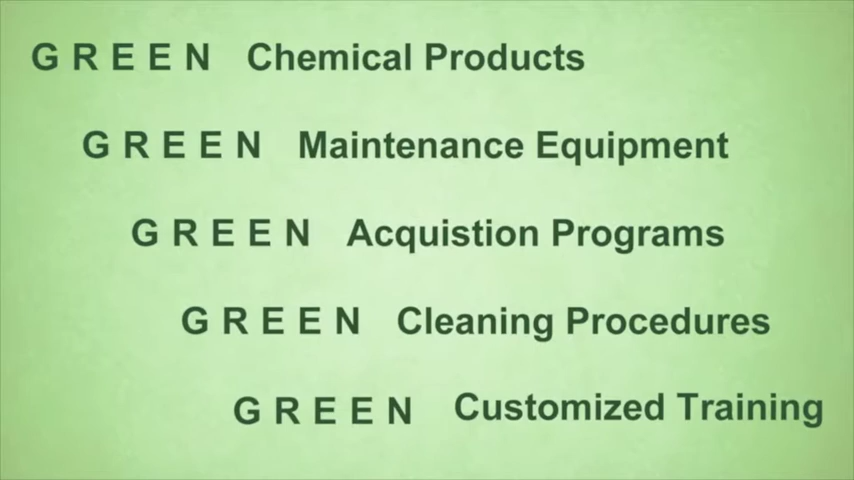 G R E E N Chemical Products
G R E E N Maintenance Equipment
G R E E N Acquistion Programs
G R E E N Cleaning Procedures
G R E E N Customized Training